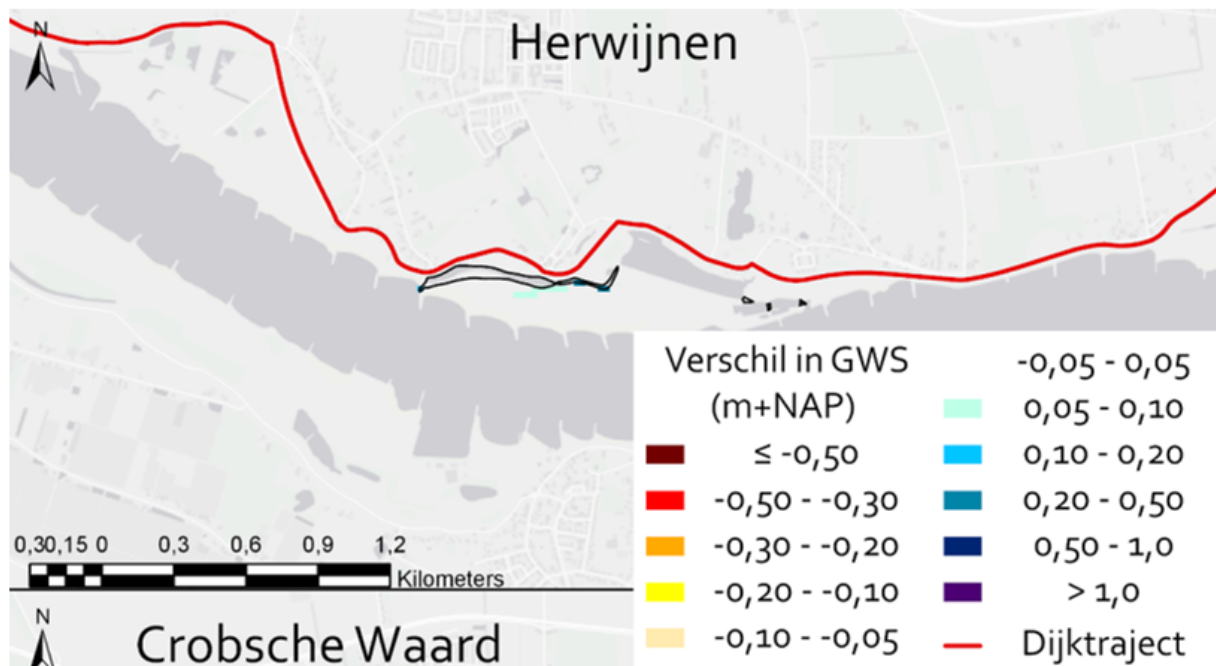 N
Herwijnen
Verschil in GWS
(m+NAP)
≤ -0,50
-0,50 - -0,30
-0,30 - -0,20
-0,20 - -0,10
-0,10 - -0,05
-0,05 - 0,05
0,05 - 0,10
0,10 - 0,20
0,20 - 0,50
0,50 - 1,0
> 1,0
Dijktraject
0,30,15 0 0,3 0,6 0,9 1,2
Kilometers
N
Crobsche Waard